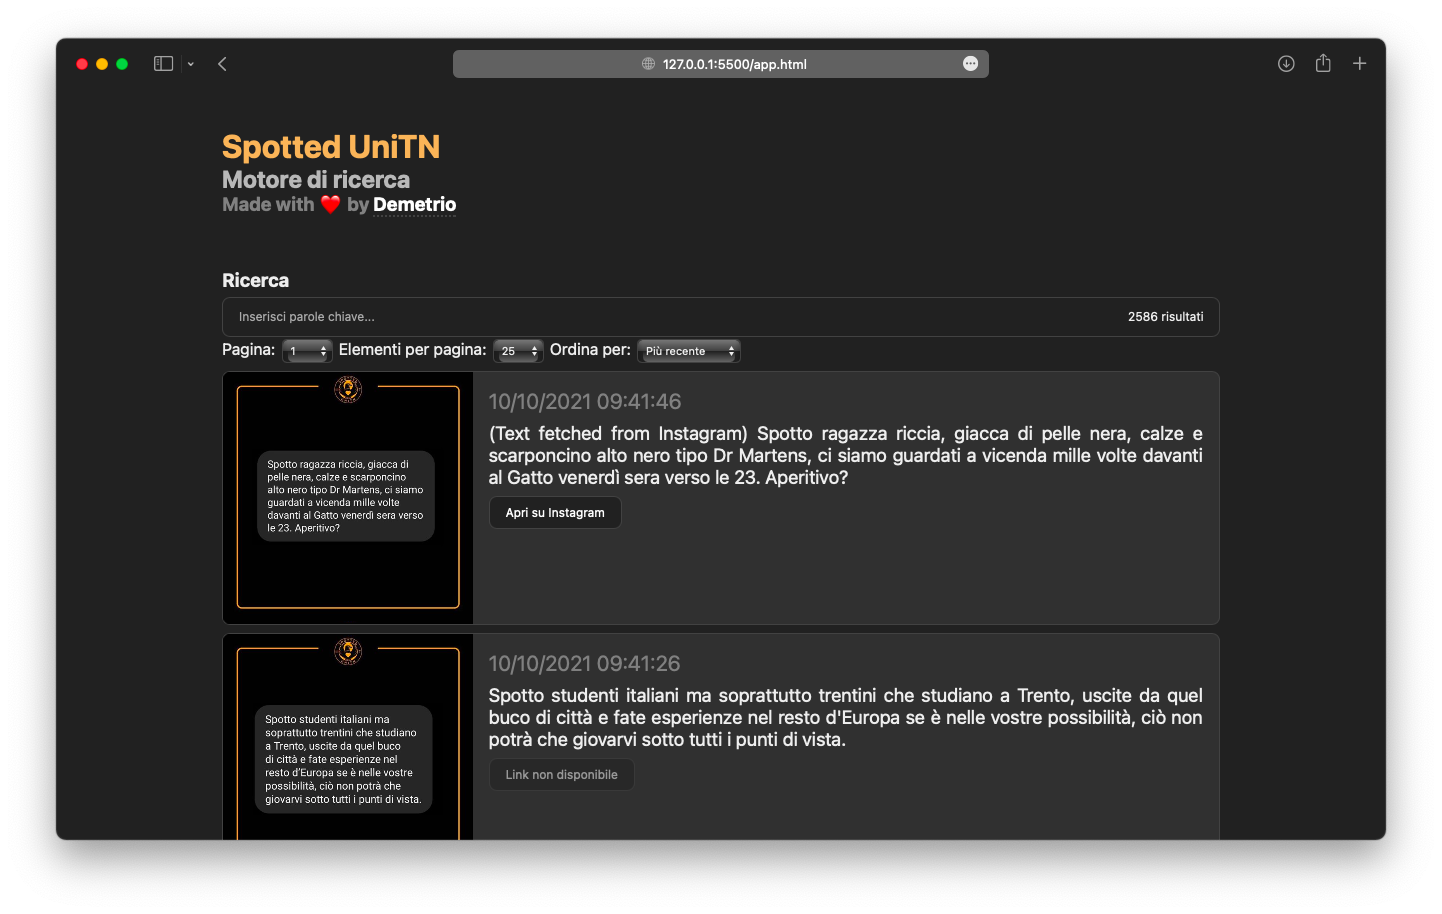 127.0.0.1:5500/app.html
Spotted UniTN
Motore di ricerca
Made with ❤️ by Demetrio
Ricerca
Inserisci parole chiave...
2586 risultati
Pagina: 1 Elementi per pagina: 25 Ordina per: Più recente
Spotto ragazza riccia, giacca di
pelle nera, calze e scarponcino
alto nero tipo Dr Martens, ci siamo
guardati a vicenda mille volte
davanti al Gatto venerdì sera verso
le 23. Aperitivo?
10/10/2021 09:41:46
(Text fetched from Instagram) Spotto ragazza riccia, giacca di pelle nera, calze e
scarponcino alto nero tipo Dr Martens, ci siamo guardati a vicenda mille volte davanti
al Gatto venerdì sera verso le 23. Aperitivo?
Apri su Instagram
Spotto studenti italiani ma
soprattutto trentini che studiano
a Trento, uscite da quel buco
di città e fate esperienze nel
resto d'Europa se è nelle vostre
possibilità, ciò non potrà che
giovarvi sotto tutti i punti di vista.
10/10/2021 09:41:26
Spotto studenti italiani ma soprattutto trentini che studiano a Trento, uscite da quel
buco di città e fate esperienze nel resto d'Europa se è nelle vostre possibilità, ciò non
potrà che giovarvi sotto tutti i punti di vista.
Link non disponibile